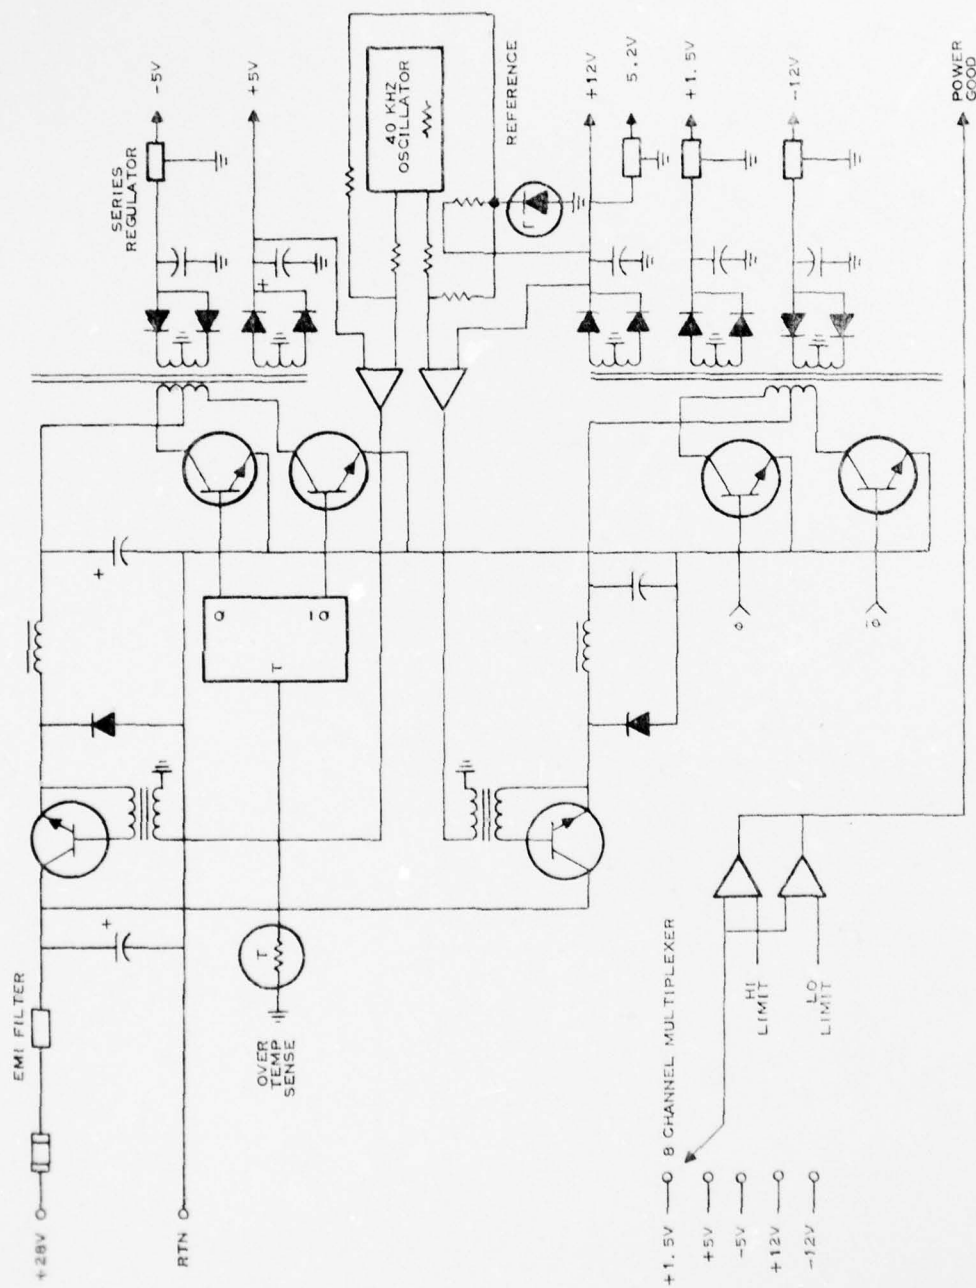 +28V
EMI FILTER
RTN
OVER
TEMP
SENSE
T
T
Q
Q̅
SERIES
REGULATOR
-5V
+5V
40 KHZ
OSCILLATOR
REFERENCE
+12V
5.2V
+1.5V
-12V
Φ
Φ̅
+1.5V
8 CHANNEL MULTIPLEXER
+5V
-5V
+12V
-12V
HI
LIMIT
LO
LIMIT
POWER
GOOD